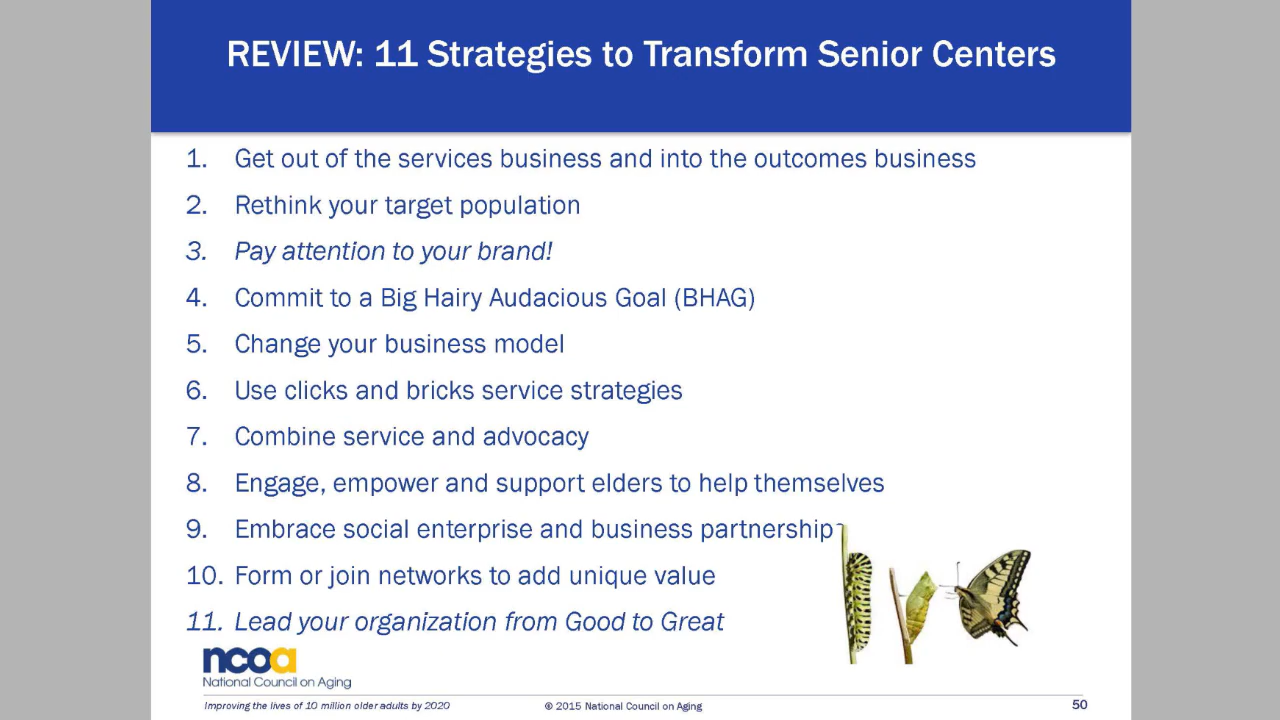 REVIEW: 11 Strategies to Transform Senior Centers
1. Get out of the services business and into the outcomes business
2. Rethink your target population
3. Pay attention to your brand!
4. Commit to a Big Hairy Audacious Goal (BHAG)
5. Change your business model
6. Use clicks and bricks service strategies
7. Combine service and advocacy
8. Engage, empower and support elders to help themselves
9. Embrace social enterprise and business partnership
10. Form or join networks to add unique value
11. Lead your organization from Good to Great
ncoa
National Council on Aging
Improving the lives of 10 million older adults by 2020
© 2015 National Council on Aging
50